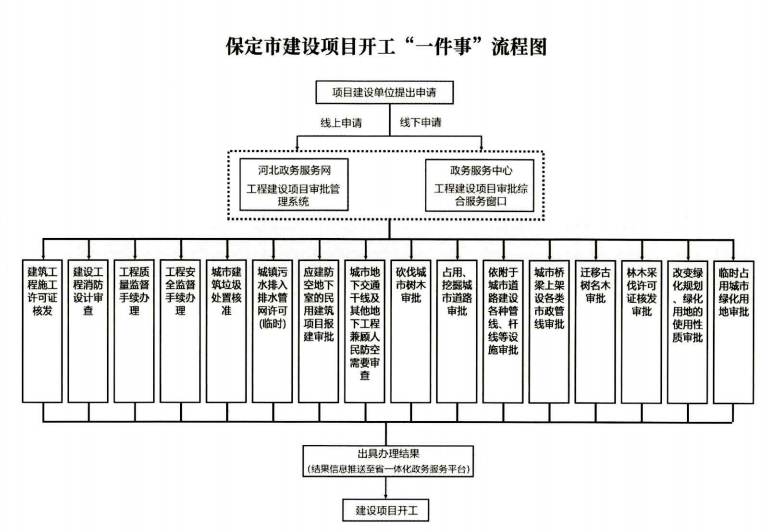 保定市建设项目开工“一件事”流程图
项目建设单位提出申请
线上申请
线下申请
河北政务服务网
工程建设项目审批管
理系统
政务服务中心
工程建设项目审批综
合服务窗口
建筑工
程施工
许可证
核发
建设工
程消防
设计审查
工程质
量监督
手续办
理
工程安
全监督
手续办
理
城市建
筑垃圾
处置核
准
城镇污
水排入
排水管
网许可
(临时)
应建防
空地下
室的民
用建筑
项目报
建审批
城市地
下交通
干线及
其他地
下工程
兼顾人
民防空
需要审
查
砍伐城
市树木
审批
占用、
挖掘城
市道路
审批
依附于
城市道
路建设
各种管
线、杆
线等设
施审批
城市桥
梁上架
设各类
市政管
线审批
迁移古
树名木
审批
林木采
伐许可
证核发
审批
改变绿
化规划
、绿化
用地的
使用性
质审批
临时占
用城市
绿化用
地审批
出具办理结果
(结果信息推送至省一体化政务服务平台)
建设项目开工